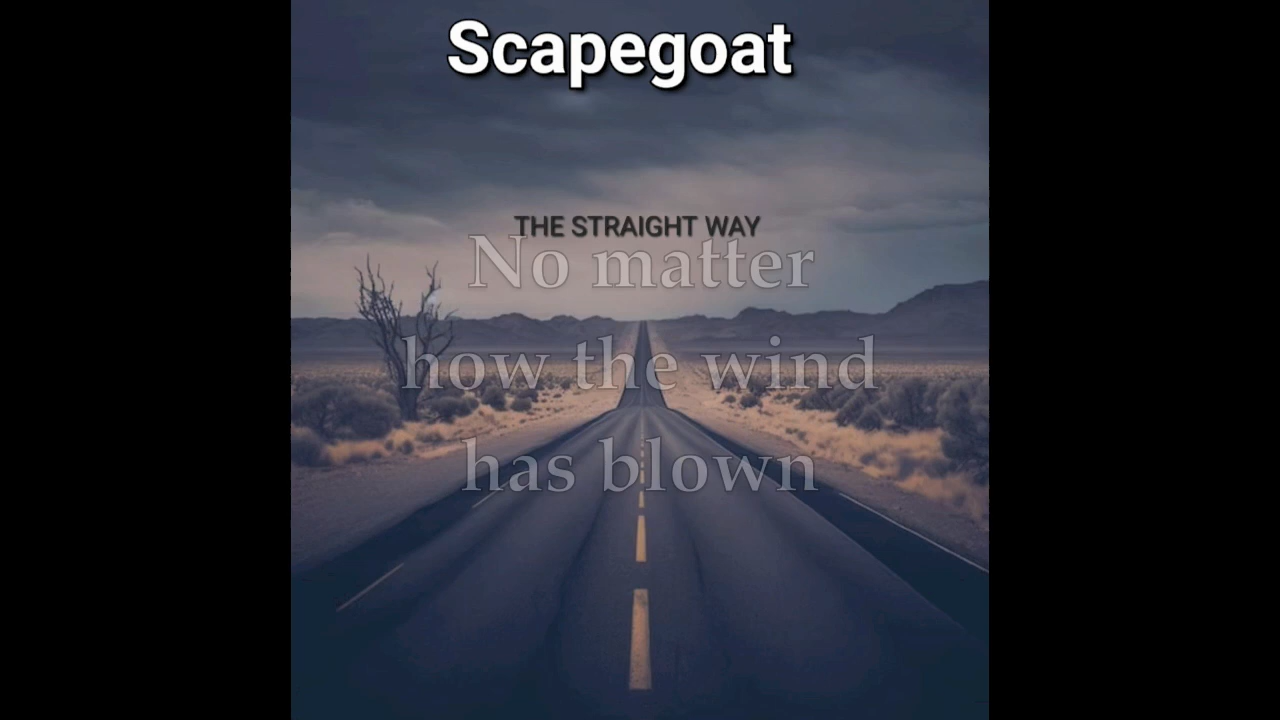 Scapegoat
THE STRAIGHT WAY
No matter
how the wind
has blown